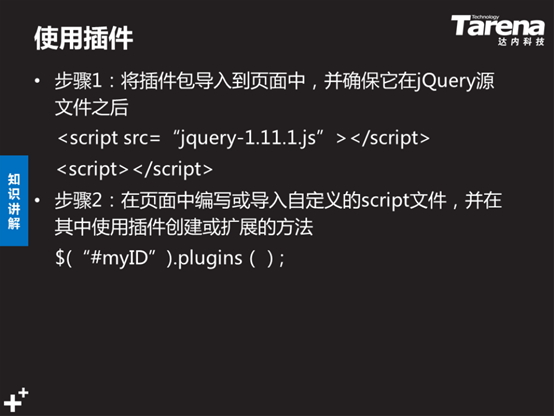 使用插件
Technology
Tarena
达内科技
• 步骤1：将插件包导入到页面中，并确保它在jQuery源
文件之后
<script src=“jquery-1.11.1.js”></script>
<script></script>
知识讲解
• 步骤2：在页面中编写或导入自定义的script文件，并在
其中使用插件创建或扩展的方法
$(“#myID”).plugins（ ）;